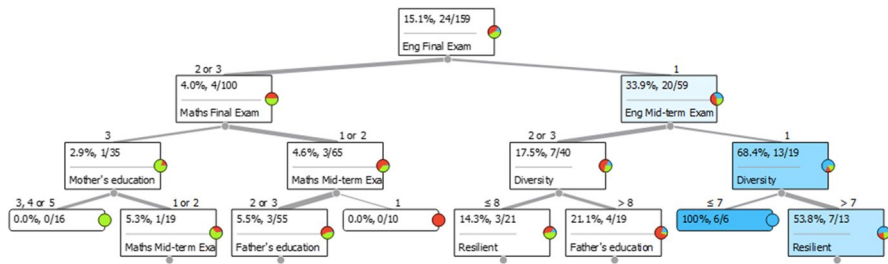 15.1%, 24/159
Eng Final Exam
2 or 3
1
4.0%, 4/100
Maths Final Exam
33.9%, 20/59
Eng Mid-term Exam
3
1 or 2
2 or 3
1
2.9%, 1/35
Mother's education
4.6%, 3/65
Maths Mid-term Exa
17.5%, 7/40
Diversity
68.4%, 13/19
Diversity
3, 4 or 5
1 or 2
2 or 3
1
≤ 8
> 8
≤ 7
> 7
0.0%, 0/16
5.3%, 1/19
Maths Mid-term Exa
5.5%, 3/55
Father's education
0.0%, 0/10
14.3%, 3/21
Resilient
21.1%, 4/19
Father's education
100%, 6/6
53.8%, 7/13
Resilient